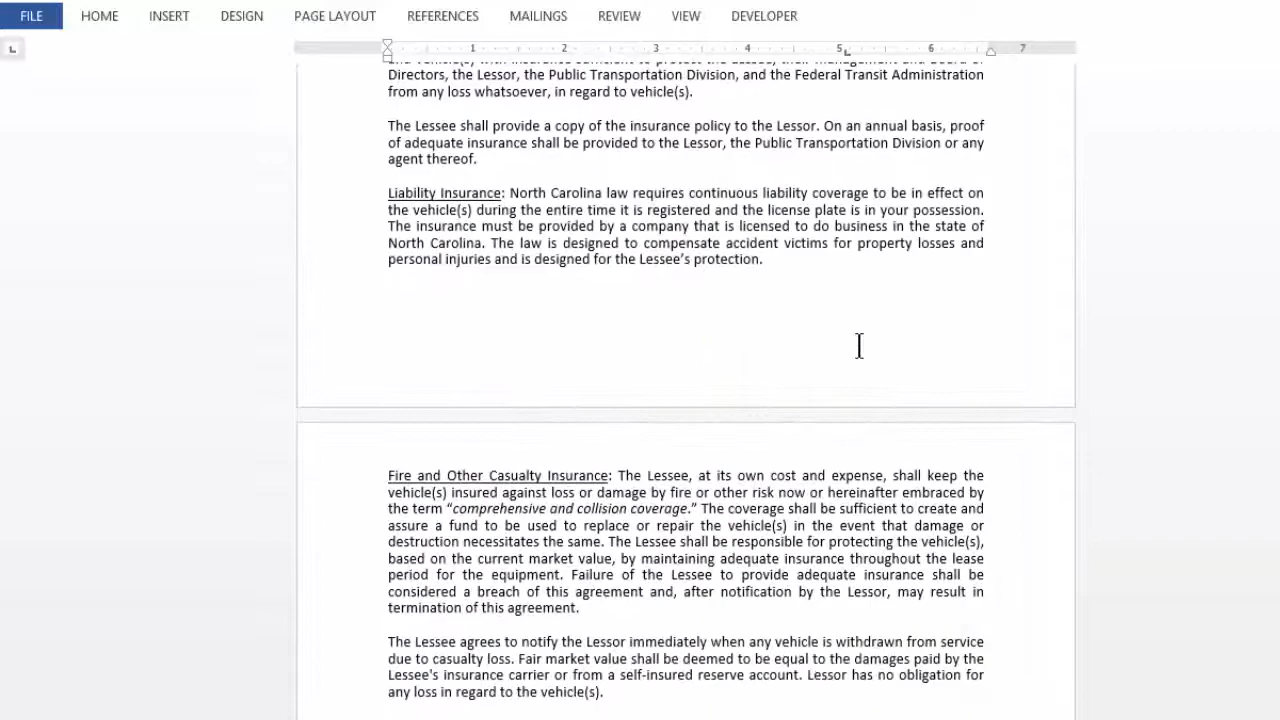 FILE HOME INSERT DESIGN PAGE LAYOUT REFERENCES MAILINGS REVIEW VIEW DEVELOPER
1 2 3 4 5 6 7
Directors, the Lessor, the Public Transportation Division, and the Federal Transit Administration
from any loss whatsoever, in regard to vehicle(s).
The Lessee shall provide a copy of the insurance policy to the Lessor. On an annual basis, proof
of adequate insurance shall be provided to the Lessor, the Public Transportation Division or any
agent thereof.
Liability Insurance: North Carolina law requires continuous liability coverage to be in effect on
the vehicle(s) during the entire time it is registered and the license plate is in your possession.
The insurance must be provided by a company that is licensed to do business in the state of
North Carolina. The law is designed to compensate accident victims for property losses and
personal injuries and is designed for the Lessee’s protection.
Fire and Other Casualty Insurance: The Lessee, at its own cost and expense, shall keep the
vehicle(s) insured against loss or damage by fire or other risk now or hereinafter embraced by
the term “comprehensive and collision coverage.” The coverage shall be sufficient to create and
assure a fund to be used to replace or repair the vehicle(s) in the event that damage or
destruction necessitates the same. The Lessee shall be responsible for protecting the vehicle(s),
based on the current market value, by maintaining adequate insurance throughout the lease
period for the equipment. Failure of the Lessee to provide adequate insurance shall be
considered a breach of this agreement and, after notification by the Lessor, may result in
termination of this agreement.
The Lessee agrees to notify the Lessor immediately when any vehicle is withdrawn from service
due to casualty loss. Fair market value shall be deemed to be equal to the damages paid by the
Lessee's insurance carrier or from a self-insured reserve account. Lessor has no obligation for
any loss in regard to the vehicle(s).